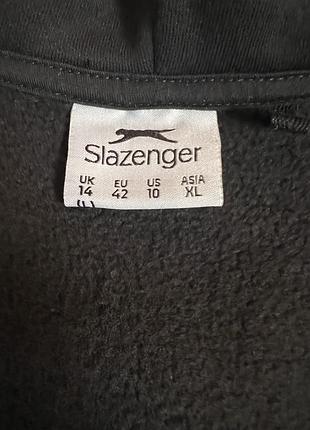 Slazenger
UK EU US ASIA
14 42 10 XL
(L)